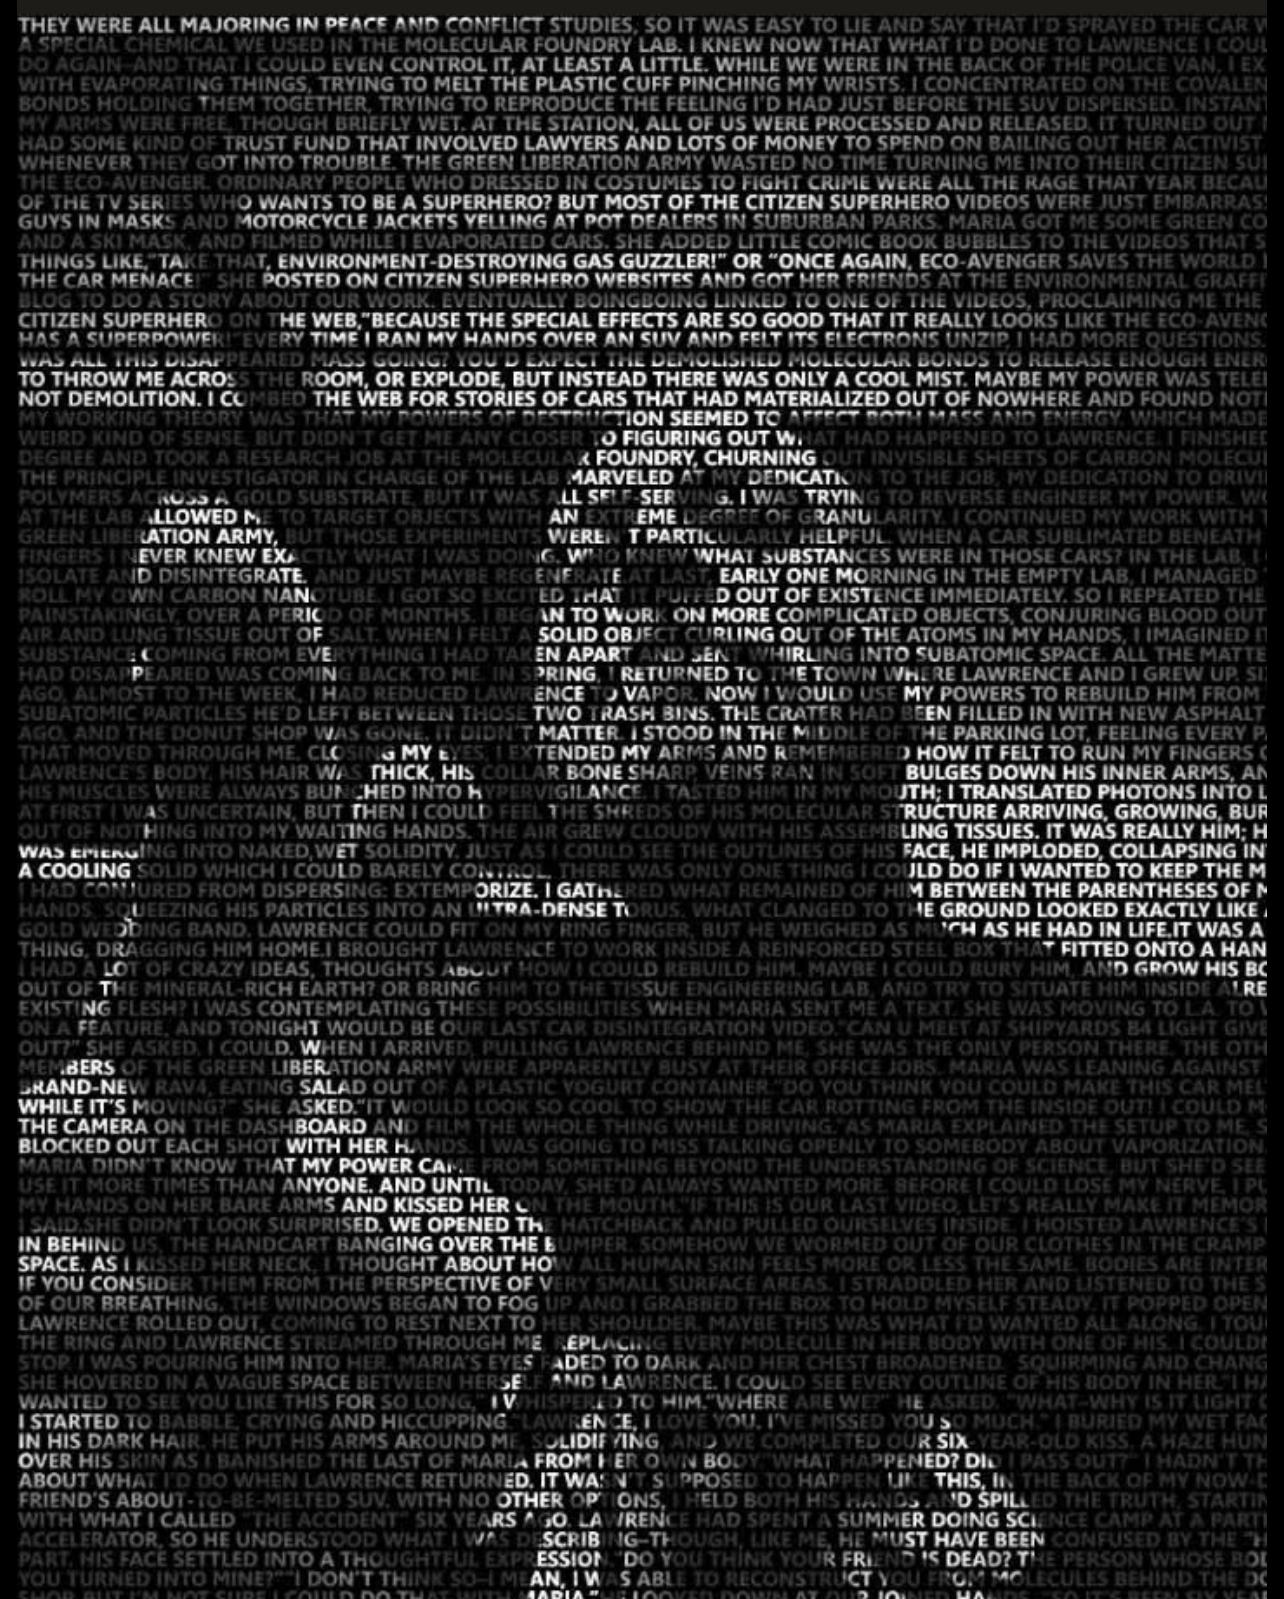 THEY WERE ALL MAJORING IN PEACE AND CONFLICT STUDIES, SO IT WAS EASY TO LIE AND SAY THAT I'D SPRAYED THE CAR W
A SPECIAL CHEMICAL WE USED IN THE MOLECULAR FOUNDRY LAB. I KNEW NOW THAT WHAT I'D DONE TO LAWRENCE I COUL
DO AGAIN—AND THAT I COULD EVEN CONTROL IT, AT LEAST A LITTLE. WHILE WE WERE IN THE BACK OF THE POLICE VAN, I EX
WITH EVAPORATING THINGS, TRYING TO MELT THE PLASTIC CUFF PINCHING MY WRISTS. I CONCENTRATED ON THE COVALEN
BONDS HOLDING THEM TOGETHER, TRYING TO REPRODUCE THE FEELING I'D HAD JUST BEFORE THE SUV DISPERSED. INSTANT
MY ARMS WERE FREE, THOUGH BRIEFLY WET. AT THE STATION, ALL OF US WERE PROCESSED AND RELEASED. IT TURNED OUT
HAD SOME KIND OF TRUST FUND THAT INVOLVED LAWYERS AND LOTS OF MONEY TO SPEND ON BAILING OUT HER ACTIVIST
WHENEVER THEY GOT INTO TROUBLE. THE GREEN LIBERATION ARMY WASTED NO TIME TURNING ME INTO THEIR CITIZEN SU
THE ECO-AVENGER. ORDINARY PEOPLE WHO DRESSED IN COSTUMES TO FIGHT CRIME WERE ALL THE RAGE THAT YEAR BECAU
OF THE TV SERIES WHO WANTS TO BE A SUPERHERO? BUT MOST OF THE CITIZEN SUPERHERO VIDEOS WERE JUST EMBARRAS
GUYS IN MASKS AND MOTORCYCLE JACKETS YELLING AT POT DEALERS IN SUBURBAN PARKS. MARIA GOT ME SOME GREEN CO
AND A SKI MASK, AND FILMED WHILE I EVAPORATED CARS. SHE ADDED LITTLE COMIC BOOK BUBBLES TO THE VIDEOS THAT S
THINGS LIKE,"TAKE THAT, ENVIRONMENT-DESTROYING GAS GUZZLER!" OR "ONCE AGAIN, ECO-AVENGER SAVES THE WORLD
THE CAR MENACE! SHE POSTED ON CITIZEN SUPERHERO WEBSITES AND GOT HER FRIENDS AT THE ENVIRONMENTAL GRAFF
BLOG TO DO A STORY ABOUT OUR WORK. EVENTUALLY BOINGBOING LINKED TO ONE OF THE VIDEOS, PROCLAIMING ME THE
CITIZEN SUPERHERO ON THE WEB,"BECAUSE THE SPECIAL EFFECTS ARE SO GOOD THAT IT REALLY LOOKS LIKE THE ECO-AVENG
HAS A SUPERPOWER!"EVERY TIME I RAN MY HANDS OVER AN SUV AND FELT ITS ELECTRONS UNZIP, I HAD MORE QUESTIONS.
WAS ALL THIS DISAPPEARED MASS GOING? YOU'D EXPECT THE DEMOLISHED MOLECULAR BONDS TO RELEASE ENOUGH ENER
TO THROW ME ACROSS THE ROOM, OR EXPLODE, BUT INSTEAD THERE WAS ONLY A COOL MIST. MAYBE MY POWER WAS TELE
NOT DEMOLITION. I COMBED THE WEB FOR STORIES OF CARS THAT HAD MATERIALIZED OUT OF NOWHERE AND FOUND NOT
MY WORKING THEORY WAS THAT MY POWERS OF DESTRUCTION SEEMED TO AFFECT BOTH MASS AND ENERGY, WHICH MADE
WEIRD KIND OF SENSE, BUT DIDN'T GET ME ANY CLOSER TO FIGURING OUT WHAT HAD HAPPENED TO LAWRENCE. I FINISHED
DEGREE AND TOOK A RESEARCH JOB AT THE MOLECULAR FOUNDRY, CHURNING OUT INVISIBLE SHEETS OF CARBON MOLECU
THE PRINCIPLE INVESTIGATOR IN CHARGE OF THE LAB MARVELED AT MY DEDICATION TO THE JOB, MY DEDICATION TO DRIVI
POLYMERS ACROSS A GOLD SUBSTRATE, BUT IT WAS ALL SELF-SERVING. I WAS TRYING TO REVERSE ENGINEER MY POWER. W
AT THE LAB ALLOWED ME TO TARGET OBJECTS WITH AN EXTREME DEGREE OF GRANULARITY, I CONTINUED MY WORK WITH
GREEN LIBERATION ARMY, BUT THOSE EXPERIMENTS WEREN'T PARTICULARLY HELPFUL. WHEN A CAR SUBLIMATED BENEATH
FINGERS I NEVER KNEW EXACTLY WHAT I WAS DOING. WHO KNEW WHAT SUBSTANCES WERE IN THOSE CARS? IN THE LAB, I
ISOLATE AND DISINTEGRATE, AND JUST MAYBE REGENERATE.AT LAST, EARLY ONE MORNING IN THE EMPTY LAB, I MANAGED
ROLL MY OWN CARBON NANOTUBE. I GOT SO EXCITED THAT IT PUFFED OUT OF EXISTENCE IMMEDIATELY. SO I REPEATED THE
PAINSTAKINGLY, OVER A PERIOD OF MONTHS. I BEGAN TO WORK ON MORE COMPLICATED OBJECTS, CONJURING BLOOD OUT
AIR AND LUNG TISSUE OUT OF SALT. WHEN I FELT A SOLID OBJECT CURLING OUT OF THE ATOMS IN MY HANDS, I IMAGINED IT
SUBSTANCE COMING FROM EVERYTHING I HAD TAKEN APART AND SENT WHIRLING INTO SUBATOMIC SPACE. ALL THE MATTE
HAD DISAPPEARED WAS COMING BACK TO ME. IN SPRING, I RETURNED TO THE TOWN WHERE LAWRENCE AND I GREW UP. SI
AGO, ALMOST TO THE WEEK, I HAD REDUCED LAWRENCE TO VAPOR. NOW I WOULD USE MY POWERS TO REBUILD HIM FROM
SUBATOMIC PARTICLES HE'D LEFT BETWEEN THOSE TWO TRASH BINS. THE CRATER HAD BEEN FILLED IN WITH NEW ASPHALT
AGO, AND THE DONUT SHOP WAS GONE. IT DIDN'T MATTER. I STOOD IN THE MIDDLE OF THE PARKING LOT, FEELING EVERY P
THAT MOVED THROUGH ME. CLOSING MY EYES, I EXTENDED MY ARMS AND REMEMBERED HOW IT FELT TO RUN MY FINGERS
LAWRENCE'S BODY. HIS HAIR WAS THICK, HIS COLLAR BONE SHARP. VEINS RAN IN SOFT BULGES DOWN HIS INNER ARMS, AN
HIS MUSCLES WERE ALWAYS BUNCHED INTO HYPERVIGILANCE. I TASTED HIM IN MY MOUTH; I TRANSLATED PHOTONS INTO L
AT FIRST I WAS UNCERTAIN, BUT THEN I COULD FEEL THE SHREDS OF HIS MOLECULAR STRUCTURE ARRIVING, GROWING, BUR
OUT OF NOTHING INTO MY WAITING HANDS. THE AIR GREW CLOUDY WITH HIS ASSEMBLING TISSUES. IT WAS REALLY HIM; H
WAS EMERGING INTO NAKED,WET SOLIDITY. JUST AS I COULD SEE THE OUTLINES OF HIS FACE, HE IMPLODED, COLLAPSING IN
A COOLING SOLID WHICH I COULD BARELY CONTROL. THERE WAS ONLY ONE THING I COULD DO IF I WANTED TO KEEP THE M
I HAD CONJURED FROM DISPERSING: EXTEMPORIZE. I GATHERED WHAT REMAINED OF HIM BETWEEN THE PARENTHESES OF M
HANDS, SQUEEZING HIS PARTICLES INTO AN ULTRA-DENSE TORUS. WHAT CLANGED TO THE GROUND LOOKED EXACTLY LIKE
GOLD WEDDING BAND. LAWRENCE COULD FIT ON MY RING FINGER, BUT HE WEIGHED AS MUCH AS HE HAD IN LIFE.IT WAS A
THING, DRAGGING HIM HOME.I BROUGHT LAWRENCE TO WORK INSIDE A REINFORCED STEEL BOX THAT FITTED ONTO A HAN
I HAD A LOT OF CRAZY IDEAS, THOUGHTS ABOUT HOW I COULD REBUILD HIM. MAYBE I COULD BURY HIM, AND GROW HIS BO
OUT OF THE MINERAL-RICH EARTH? OR BRING HIM TO THE TISSUE ENGINEERING LAB, AND TRY TO SITUATE HIM INSIDE ALRE
EXISTING FLESH? I WAS CONTEMPLATING THESE POSSIBILITIES WHEN MARIA SENT ME A TEXT. SHE WAS MOVING TO L.A. TO
ON A FEATURE, AND TONIGHT WOULD BE OUR LAST CAR DISINTEGRATION VIDEO."CAN U MEET AT SHIPYARDS B4 LIGHT GIVE
OUT?" SHE ASKED. I COULD. WHEN I ARRIVED, PULLING LAWRENCE BEHIND ME, SHE WAS THE ONLY PERSON THERE. THE OTH
MEMBERS OF THE GREEN LIBERATION ARMY WERE APPARENTLY BUSY AT THEIR OFFICE JOBS. MARIA WAS LEANING AGAINST
BRAND-NEW RAV4, EATING SALAD OUT OF A PLASTIC YOGURT CONTAINER."DO YOU THINK YOU COULD MAKE THIS CAR MEL
WHILE IT'S MOVING?" SHE ASKED."IT WOULD LOOK SO COOL TO SHOW THE CAR ROTTING FROM THE INSIDE OUT! I COULD M
THE CAMERA ON THE DASHBOARD AND FILM THE WHOLE THING WHILE DRIVING."AS MARIA EXPLAINED THE SETUP TO ME, S
BLOCKED OUT EACH SHOT WITH HER HANDS. I WAS GOING TO MISS TALKING OPENLY TO SOMEBODY ABOUT VAPORIZATION
MARIA DIDN'T KNOW THAT MY POWER CAME FROM SOMETHING BEYOND THE UNDERSTANDING OF SCIENCE, BUT SHE'D SEE
USE IT MORE TIMES THAN ANYONE. AND UNTIL TODAY, SHE'D ALWAYS WANTED MORE. BEFORE I COULD LOSE MY NERVE, I PU
MY HANDS ON HER BARE ARMS AND KISSED HER ON THE MOUTH."IF THIS IS OUR LAST VIDEO, LET'S REALLY MAKE IT MEMOR
I SAID.SHE DIDN'T LOOK SURPRISED. WE OPENED THE HATCHBACK AND PULLED OURSELVES INSIDE. I HOISTED LAWRENCE'S
IN BEHIND US, THE HANDCART BANGING OVER THE BUMPER. SOMEHOW WE WORMED OUT OF OUR CLOTHES IN THE CRAMP
SPACE. AS I KISSED HER NECK, I THOUGHT ABOUT HOW ALL HUMAN SKIN FEELS MORE OR LESS THE SAME. BODIES ARE INTER
IF YOU CONSIDER THEM FROM THE PERSPECTIVE OF VERY SMALL SURFACE AREAS. I STRADDLED HER AND LISTENED TO THE S
OF OUR BREATHING. THE WINDOWS BEGAN TO FOG UP AND I GRABBED THE BOX TO HOLD MYSELF STEADY. IT POPPED OPEN
LAWRENCE ROLLED OUT, COMING TO REST NEXT TO HER SHOULDER. MAYBE THIS WAS WHAT I'D WANTED ALL ALONG. I TOU
THE RING AND LAWRENCE STREAMED THROUGH ME, REPLACING EVERY MOLECULE IN HER BODY WITH ONE OF HIS. I COULDN
STOP. I WAS POURING HIM INTO HER. MARIA'S EYES FADED TO DARK AND HER CHEST BROADENED. SQUIRMING AND CHANG
SHE HOVERED IN A VAGUE SPACE BETWEEN HERSELF AND LAWRENCE. I COULD SEE EVERY OUTLINE OF HIS BODY IN HER."I HA
WANTED TO SEE YOU LIKE THIS FOR SO LONG," I WHISPERED TO HIM."WHERE ARE WE?" HE ASKED. "WHAT—WHY IS IT LIGHT
I STARTED TO BABBLE, CRYING AND HICCUPPING. "LAWRENCE, I LOVE YOU. I'VE MISSED YOU SO MUCH." I BURIED MY WET FAC
IN HIS DARK HAIR. HE PUT HIS ARMS AROUND ME, SOLIDIFYING, AND WE COMPLETED OUR SIX-YEAR-OLD KISS. A HAZE HUN
OVER HIS SKIN AS I BANISHED THE LAST OF MARIA FROM HER OWN BODY."WHAT HAPPENED? DID I PASS OUT?" I HADN'T TH
ABOUT WHAT I'D DO WHEN LAWRENCE RETURNED. IT WASN'T SUPPOSED TO HAPPEN LIKE THIS, IN THE BACK OF MY NOW-D
FRIEND'S ABOUT-TO-BE-MELTED SUV. WITH NO OTHER OPTIONS, I HELD BOTH HIS HANDS AND SPILLED THE TRUTH, STARTIN
WITH WHAT I CALLED "THE ACCIDENT" SIX YEARS AGO. LAWRENCE HAD SPENT A SUMMER DOING SCIENCE CAMP AT A PARTI
ACCELERATOR, SO HE UNDERSTOOD WHAT I WAS DESCRIBING—THOUGH, LIKE ME, HE MUST HAVE BEEN CONFUSED BY THE "H
PART. HIS FACE SETTLED INTO A THOUGHTFUL EXPRESSION. "DO YOU THINK YOUR FRIEND IS DEAD? THE PERSON WHOSE BOD
YOU TURNED INTO MINE?" "I DON'T THINK SO—I MEAN, I WAS ABLE TO RECONSTRUCT YOU FROM MOLECULES BEHIND THE DO